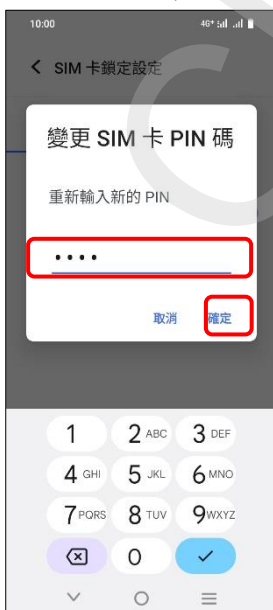 10:00 4G+
SIM 卡鎖定設定
變更 SIM 卡 PIN 碼
重新輸入新的 PIN
••••
取消 確定
1 2 ABC 3 DEF
4 GHI 5 JKL 6 MNO
7 PQRS 8 TUV 9 WXYZ
0